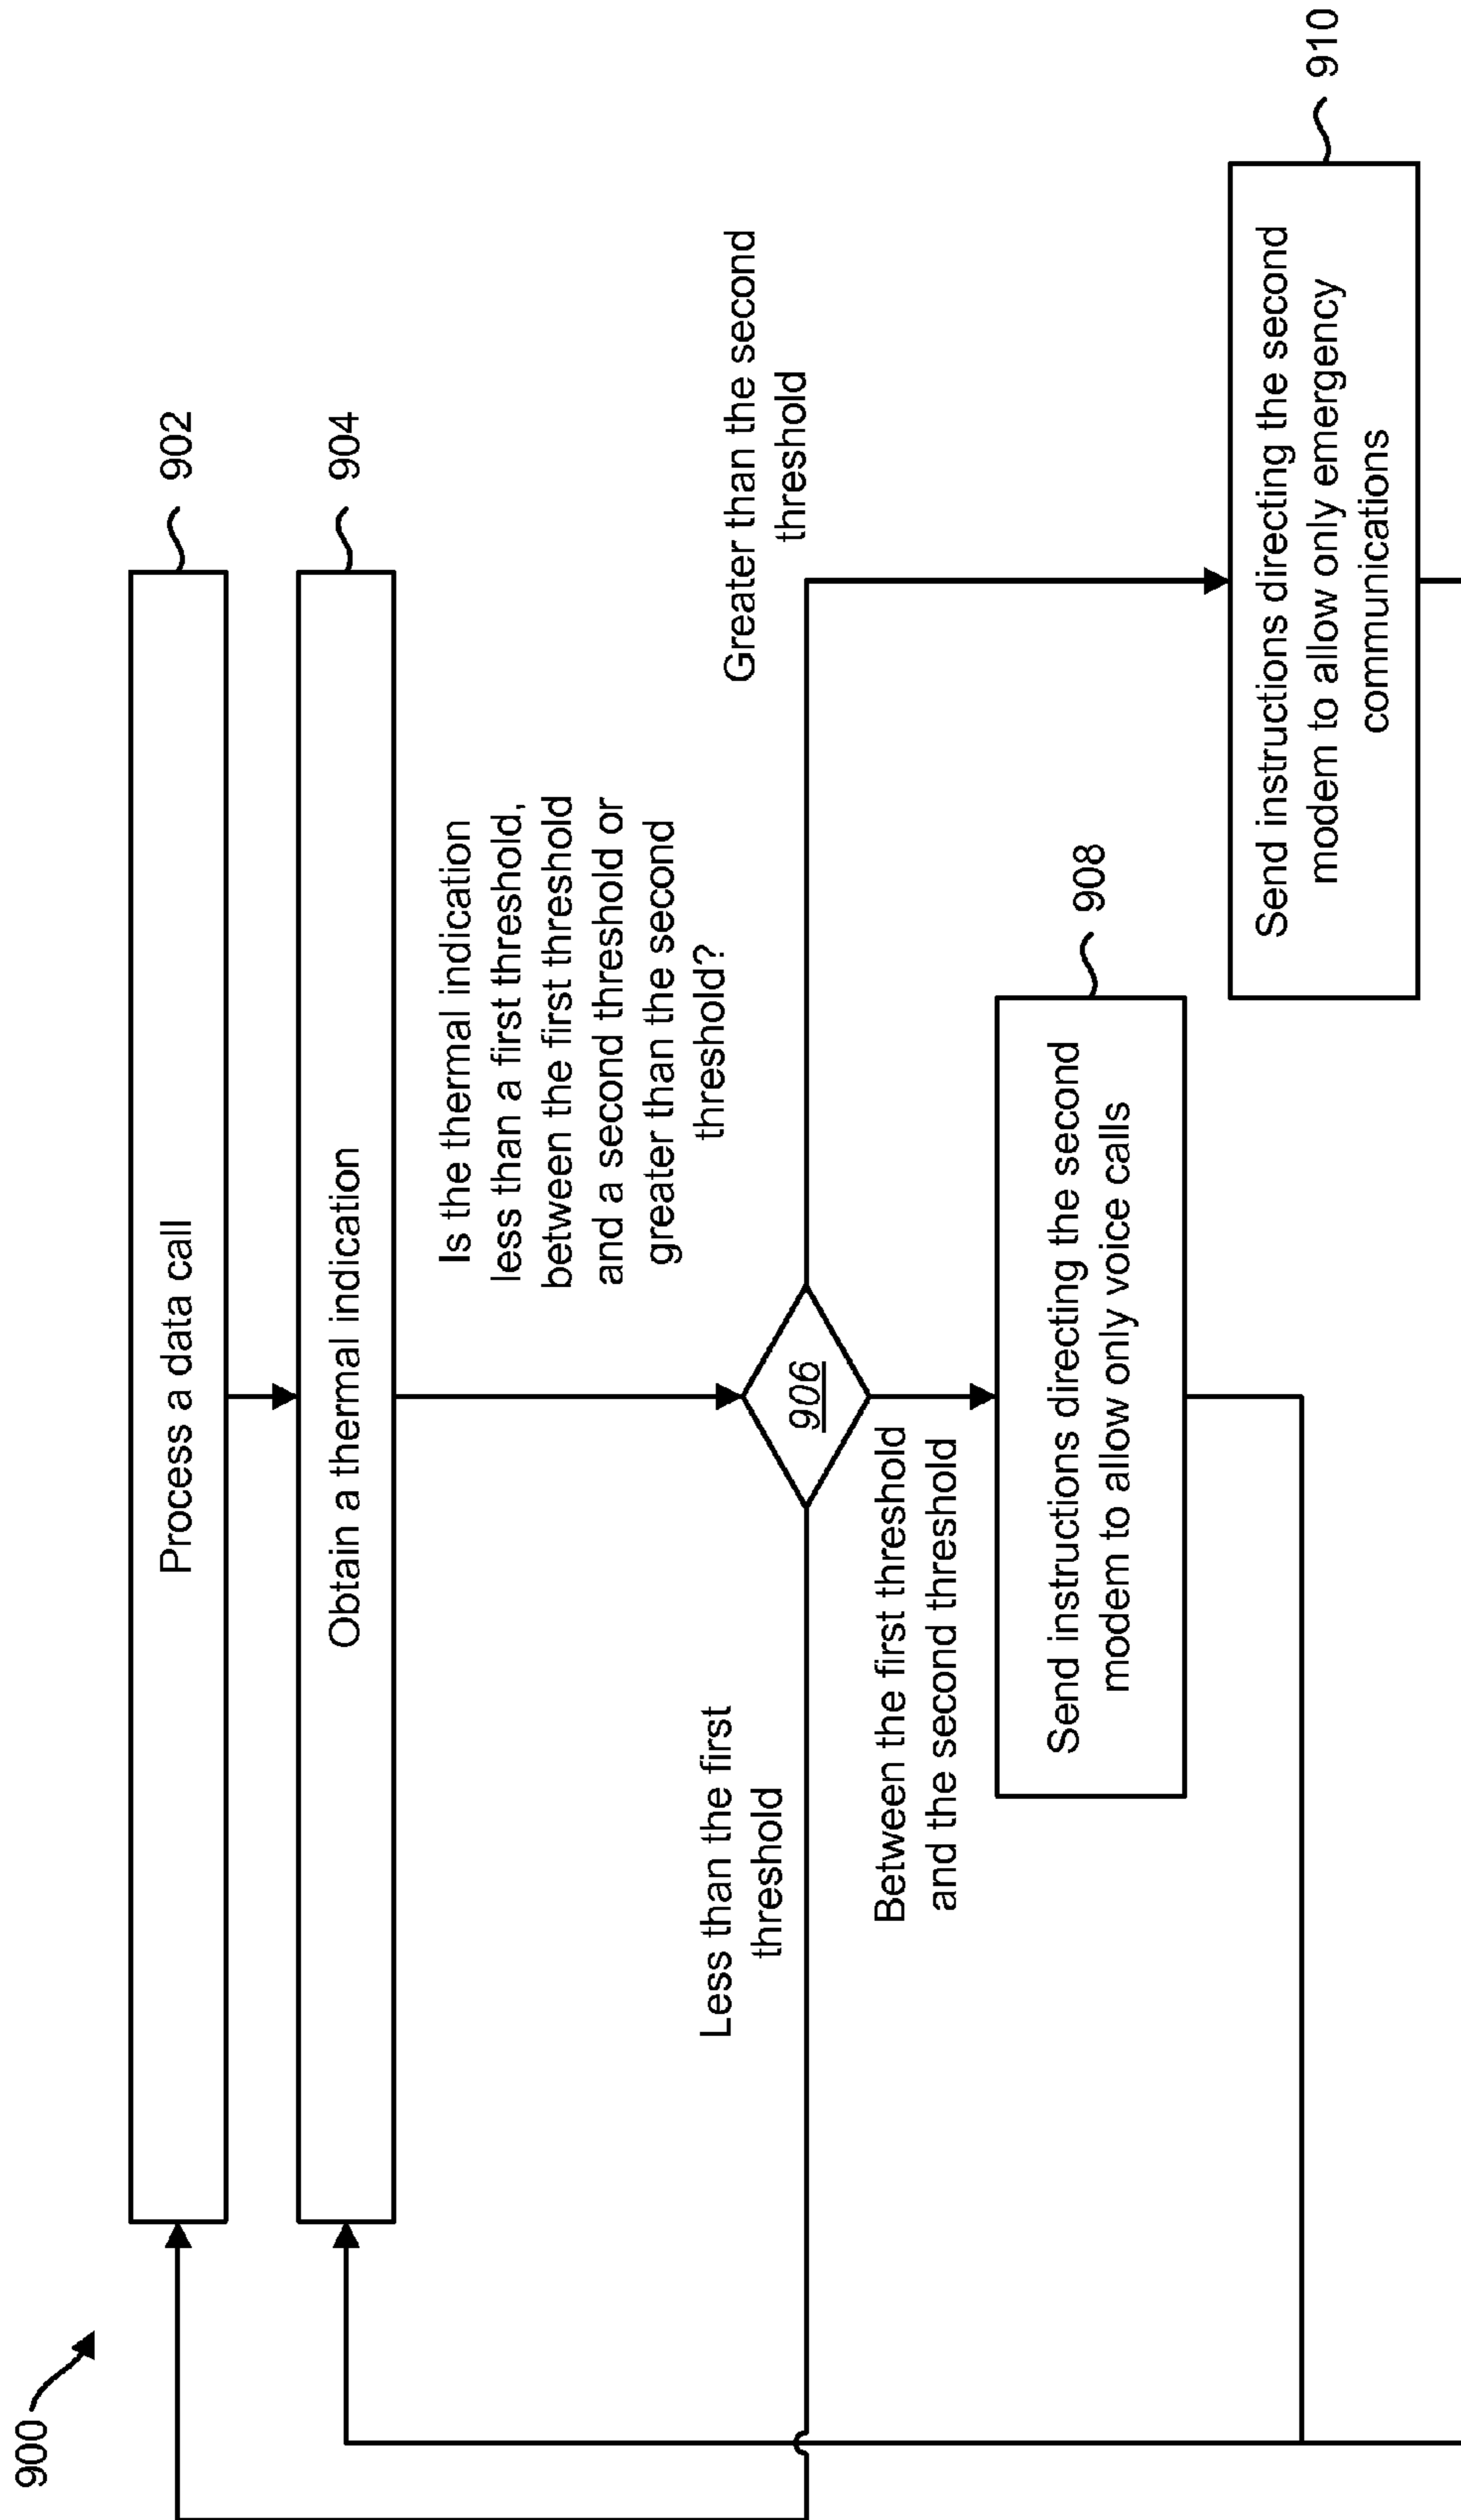 900
Process a data call
902
Obtain a thermal indication
904
Is the thermal indication
less than a first threshold,
between the first threshold
and a second threshold or
greater than the second
threshold?
906
Less than the first
threshold
Greater than the second
threshold
Between the first threshold
and the second threshold
Send instructions directing the second
modem to allow only voice calls
908
Send instructions directing the second
modem to allow only emergency
communications
910